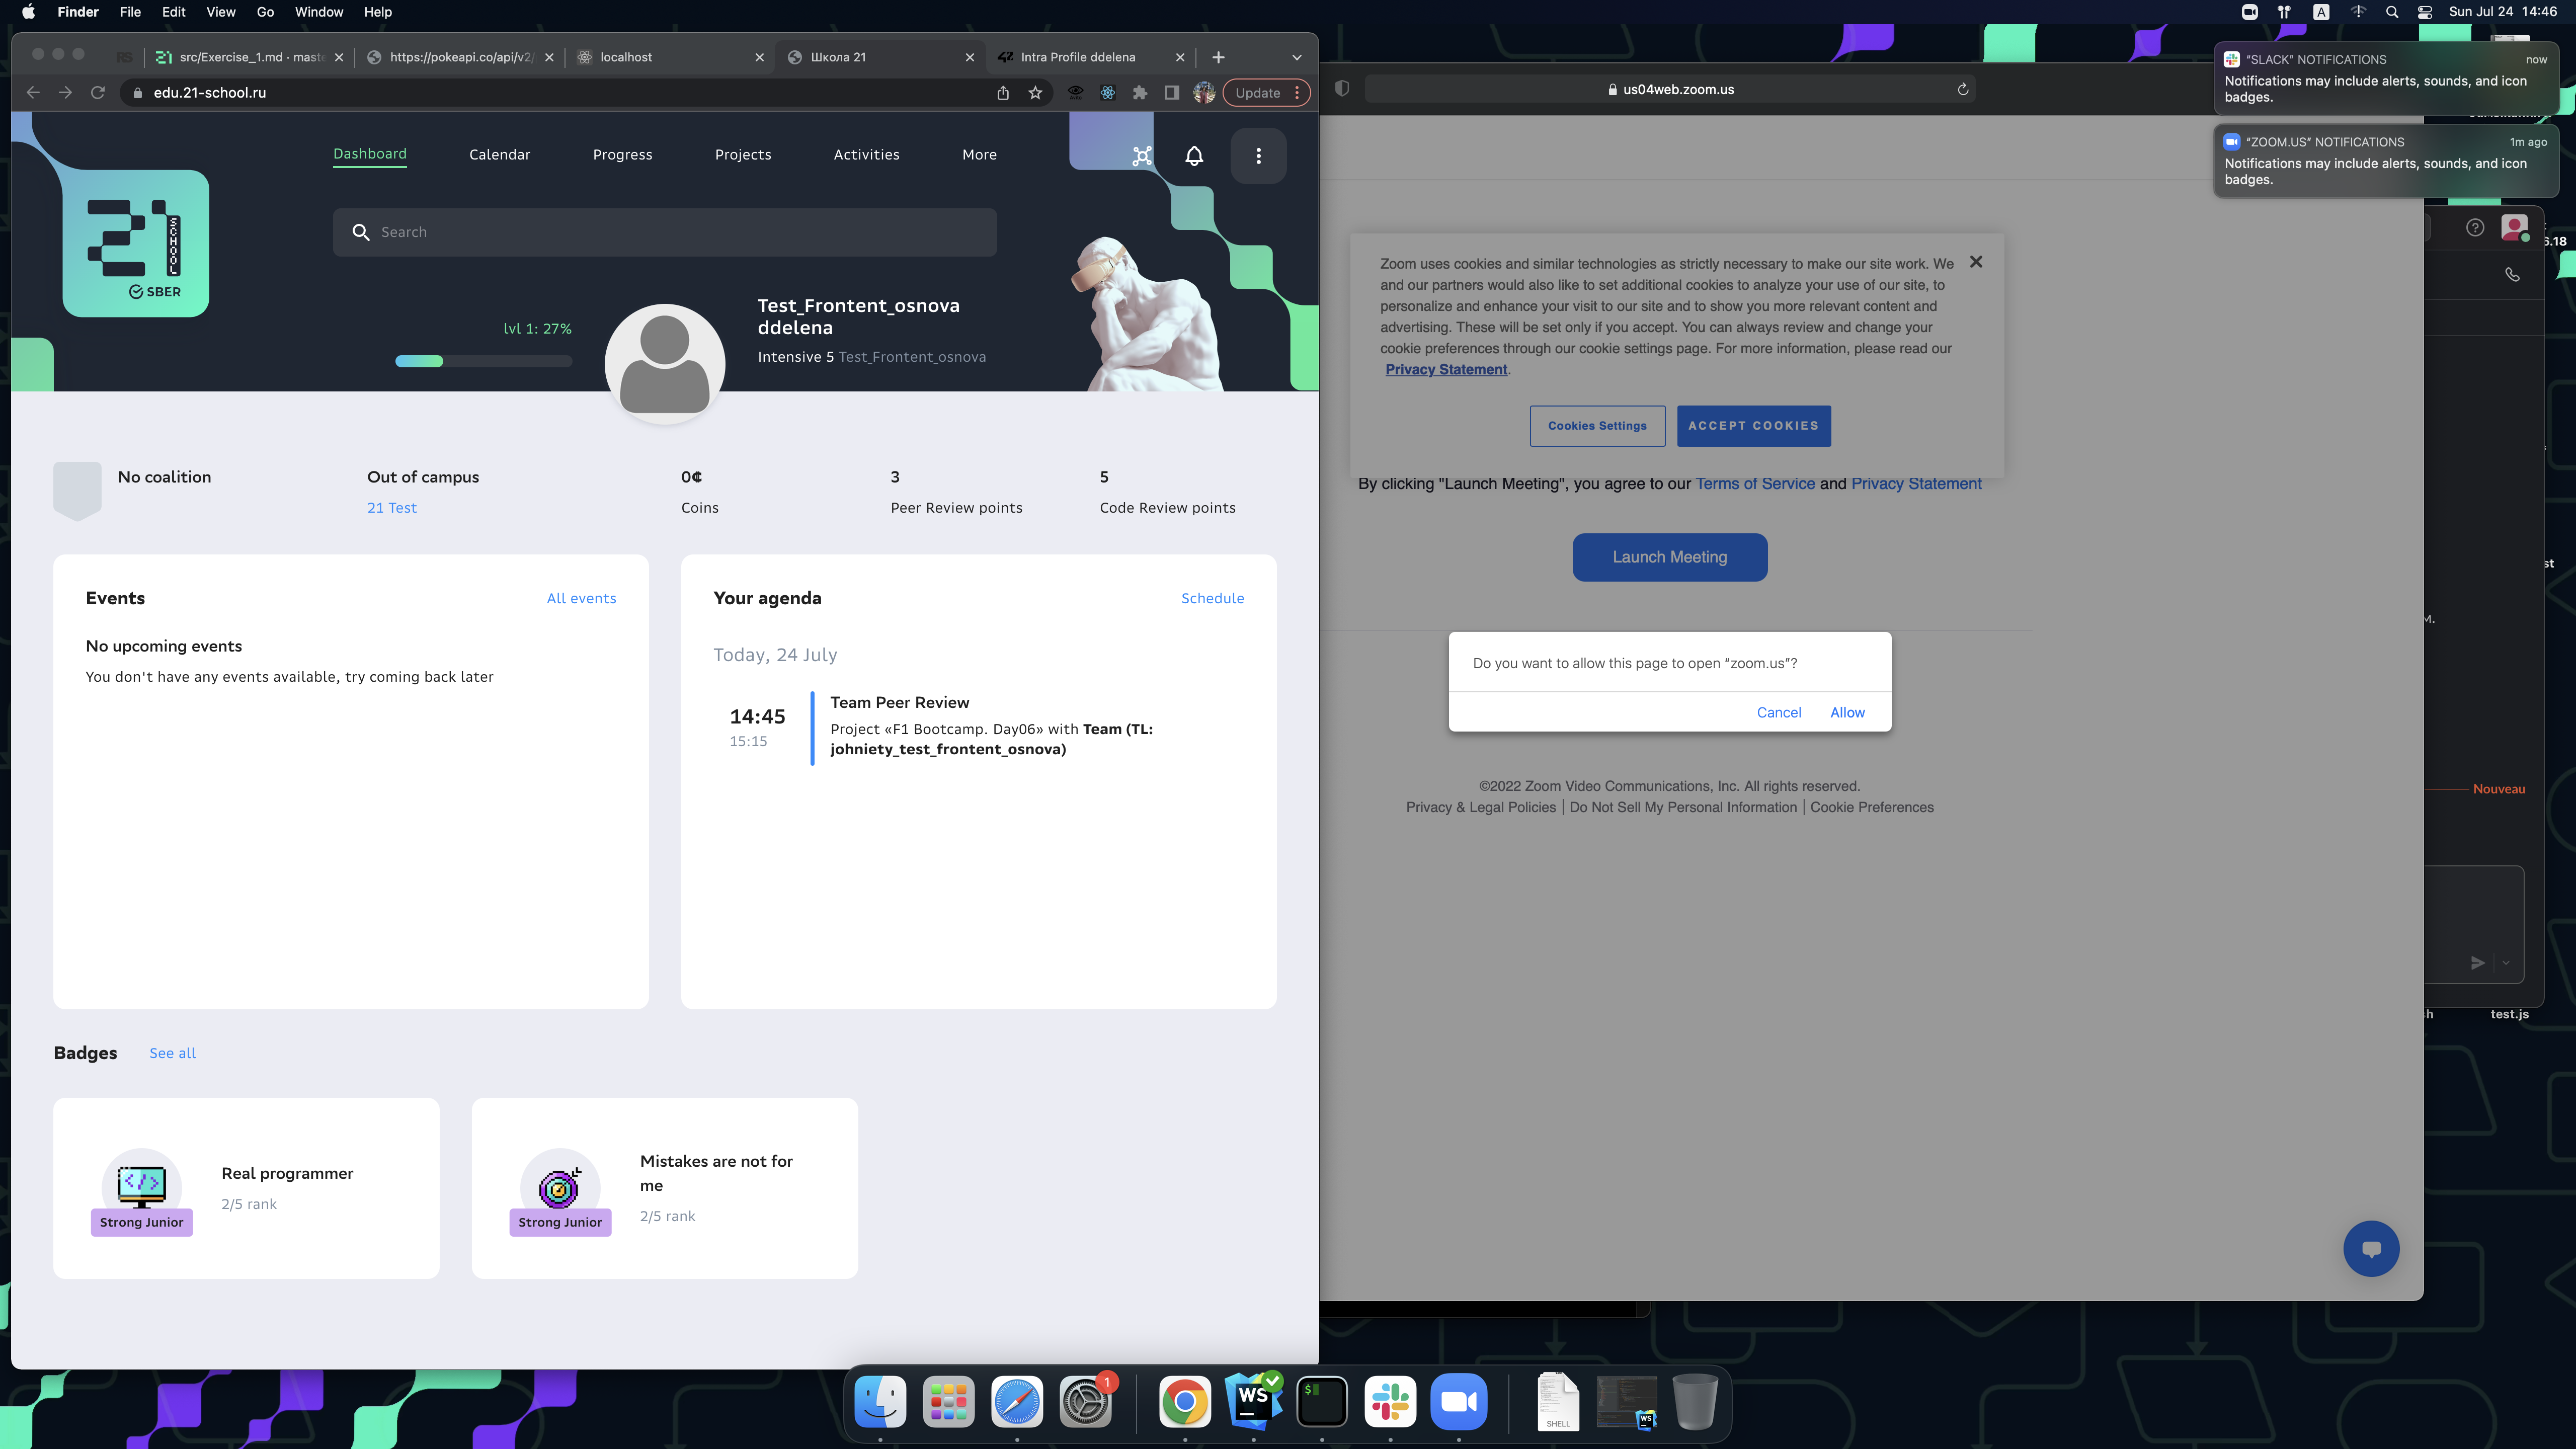 Finder File Edit View Go Window Help
A
Sun Jul 24 14:46
RS
src/Exercise_1.md · maste
https://pokeapi.co/api/v2/
localhost
Школа 21
42 Intra Profile ddelena
edu.21-school.ru
Update
Dashboard
Calendar
Progress
Projects
Activities
More
Search
21
SCHOOL
SBER
lvl 1: 27%
Test_Frontent_osnova
ddelena
Intensive 5 Test_Frontent_osnova
No coalition
Out of campus
21 Test
0¢
Coins
3
Peer Review points
5
Code Review points
Events
All events
No upcoming events
You don't have any events available, try coming back later
Your agenda
Schedule
Today, 24 July
14:45
15:15
Team Peer Review
Project «F1 Bootcamp. Day06» with Team (TL:
johniety_test_frontent_osnova)
Badges
See all
Strong Junior
Real programmer
2/5 rank
Strong Junior
Mistakes are not for
me
2/5 rank
us04web.zoom.us
Zoom uses cookies and similar technologies as strictly necessary to make our site work. We
and our partners would also like to set additional cookies to analyze your use of our site, to
personalize and enhance your visit to our site and to show you more relevant content and
advertising. These will be set only if you accept. You can always review and change your
cookie preferences through our cookie settings page. For more information, please read our
Privacy Statement.
Cookies Settings
ACCEPT COOKIES
By clicking "Launch Meeting", you agree to our Terms of Service and Privacy Statement
Launch Meeting
Do you want to allow this page to open “zoom.us”?
Cancel
Allow
©2022 Zoom Video Communications, Inc. All rights reserved.
Privacy & Legal Policies | Do Not Sell My Personal Information | Cookie Preferences
“SLACK” NOTIFICATIONS
now
Notifications may include alerts, sounds, and icon
badges.
“ZOOM.US” NOTIFICATIONS
1m ago
Notifications may include alerts, sounds, and icon
badges.
6.18
st
M.
Nouveau
sh
test.js
1
WS
$
SHELL
WS